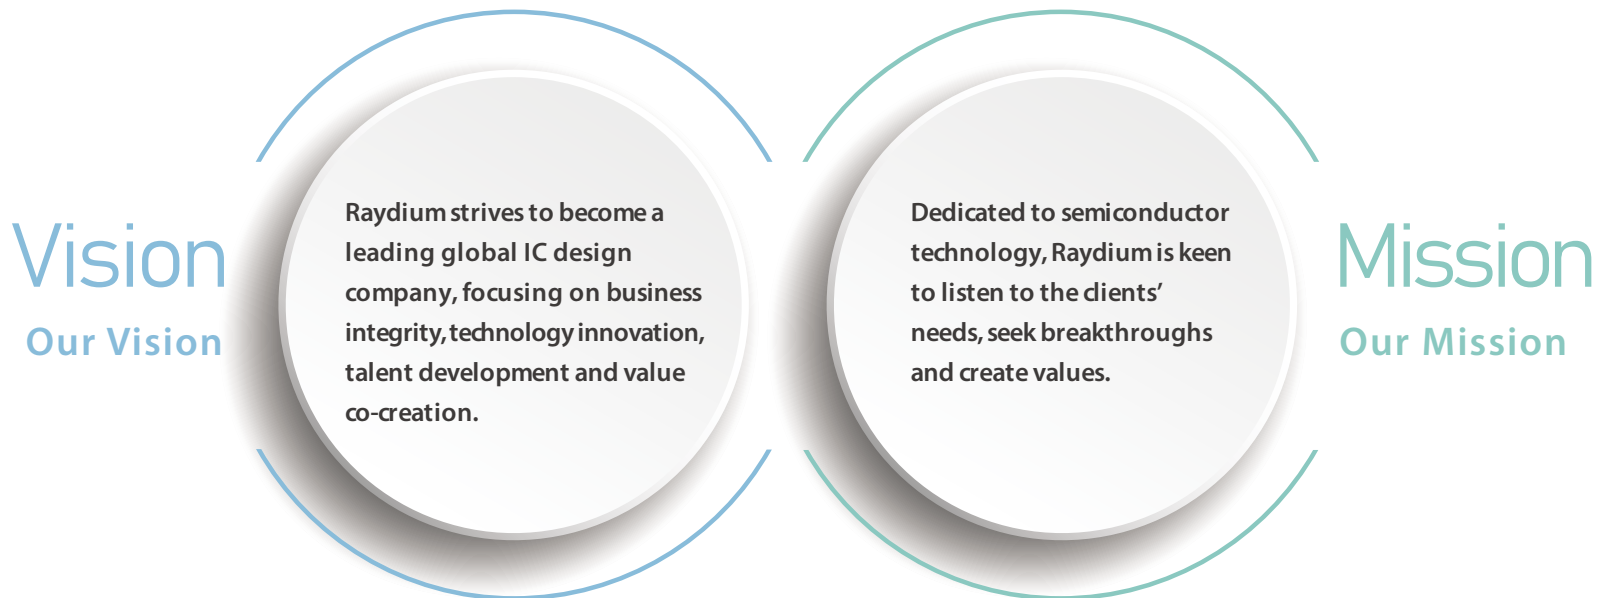 Vision
Our Vision
Raydium strives to become a
leading global IC design
company, focusing on business
integrity, technology innovation,
talent development and value
co-creation.
Dedicated to semiconductor
technology, Raydium is keen
to listen to the clients’
needs, seek breakthroughs
and create values.
Mission
Our Mission